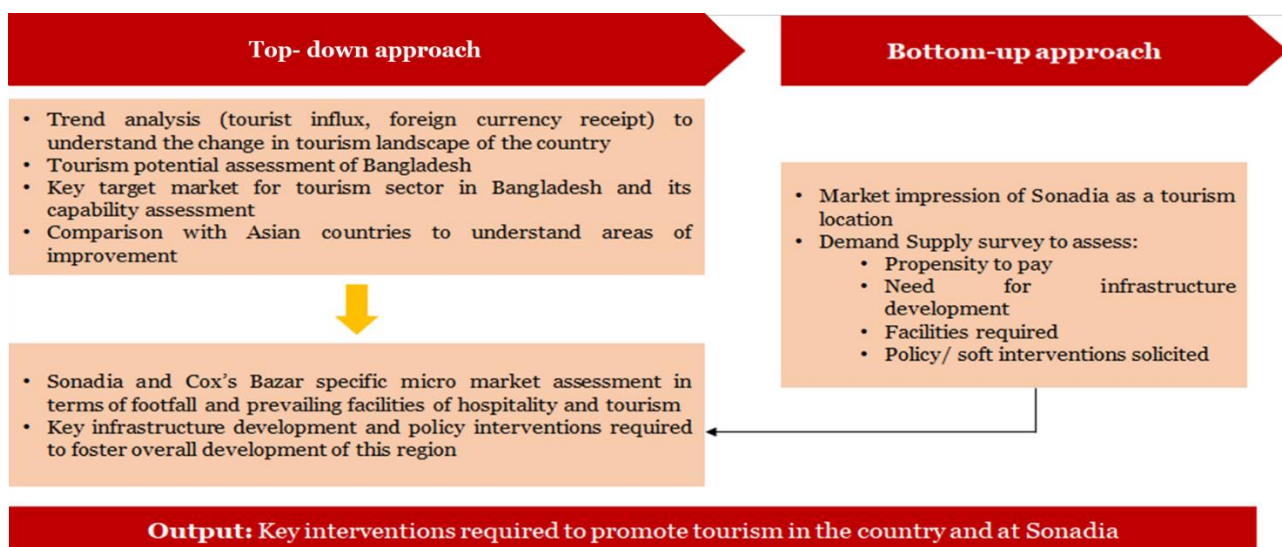 Top- down approach
• Trend analysis (tourist influx, foreign currency receipt) to
understand the change in tourism landscape of the country
• Tourism potential assessment of Bangladesh
• Key target market for tourism sector in Bangladesh and its
capability assessment
• Comparison with Asian countries to understand areas of
improvement
• Sonadia and Cox’s Bazar specific micro market assessment in
terms of footfall and prevailing facilities of hospitality and tourism
• Key infrastructure development and policy interventions required
to foster overall development of this region
Bottom-up approach
• Market impression of Sonadia as a tourism
location
• Demand Supply survey to assess:
• Propensity to pay
• Need for infrastructure
development
• Facilities required
• Policy/ soft interventions solicited
Output: Key interventions required to promote tourism in the country and at Sonadia